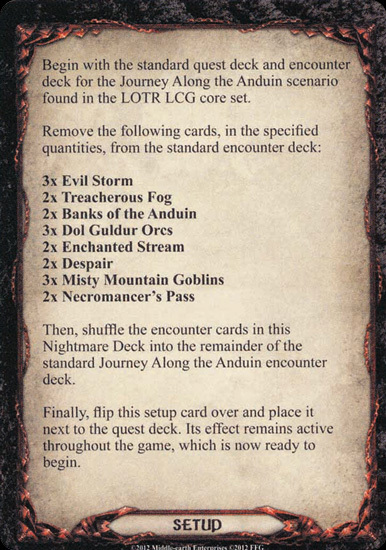 Begin with the standard quest deck and encounter
deck for the Journey Along the Anduin scenario
found in the LOTR LCG core set.
Remove the following cards, in the specified
quantities, from the standard encounter deck:
3x Evil Storm
2x Treacherous Fog
2x Banks of the Anduin
3x Dol Guldur Orcs
2x Enchanted Stream
2x Despair
3x Misty Mountain Goblins
2x Necromancer's Pass
Then, shuffle the encounter cards in this
Nightmare Deck into the remainder of the
standard Journey Along the Anduin encounter
deck.
Finally, flip this setup card over and place it
next to the quest deck. Its effect remains active
throughout the game, which is now ready to
begin.
SETUP
©2012 Middle-earth Enterprises ©2012 FFG